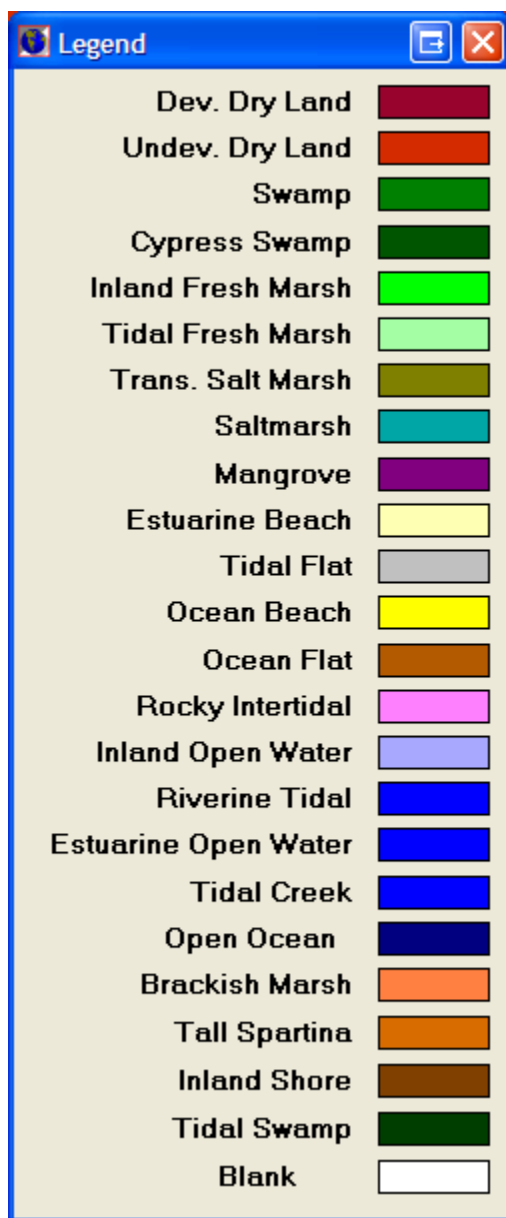 Legend
Dev. Dry Land
Undev. Dry Land
Swamp
Cypress Swamp
Inland Fresh Marsh
Tidal Fresh Marsh
Trans. Salt Marsh
Saltmarsh
Mangrove
Estuarine Beach
Tidal Flat
Ocean Beach
Ocean Flat
Rocky Intertidal
Inland Open Water
Riverine Tidal
Estuarine Open Water
Tidal Creek
Open Ocean
Brackish Marsh
Tall Spartina
Inland Shore
Tidal Swamp
Blank